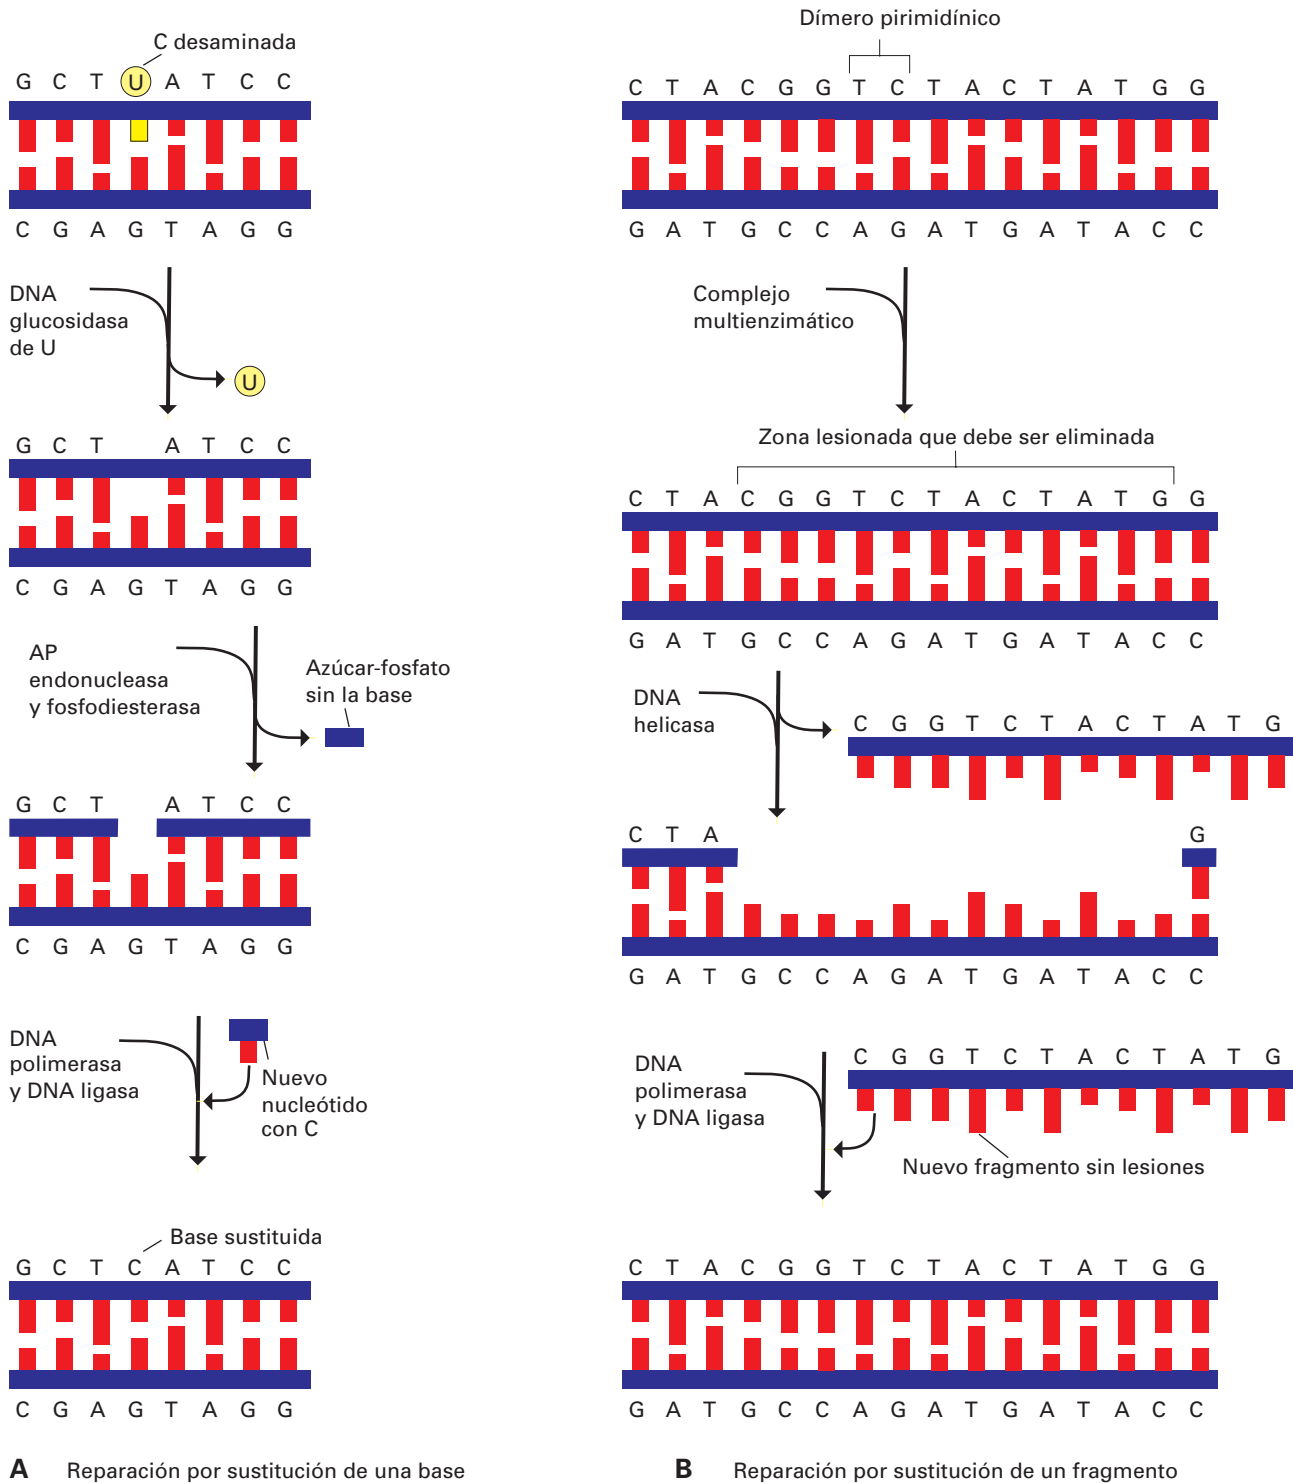 C desaminada
G C T U A T C C
C G A G T A G G
DNA
glucosidasa
de U
U
G C T A T C C
C G A G T A G G
AP
endonucleasa
y fosfodiesterasa
Azúcar-fosfato
sin la base
G C T A T C C
C G A G T A G G
DNA
polimerasa
y DNA ligasa
Nuevo
nucleótido
con C
Base sustituida
G C T C A T C C
C G A G T A G G
A Reparación por sustitución de una base
Dímero pirimidínico
C T A C G G T C T A C T A T G G
G A T G C C A G A T G A T A C C
Complejo
multienzimático
Zona lesionada que debe ser eliminada
C T A C G G T C T A C T A T G G
G A T G C C A G A T G A T A C C
DNA
helicasa
C G G T C T A C T A T G
C T A G
G A T G C C A G A T G A T A C C
DNA
polimerasa
y DNA ligasa
C G G T C T A C T A T G
Nuevo fragmento sin lesiones
C T A C G G T C T A C T A T G G
G A T G C C A G A T G A T A C C
B Reparación por sustitución de un fragmento